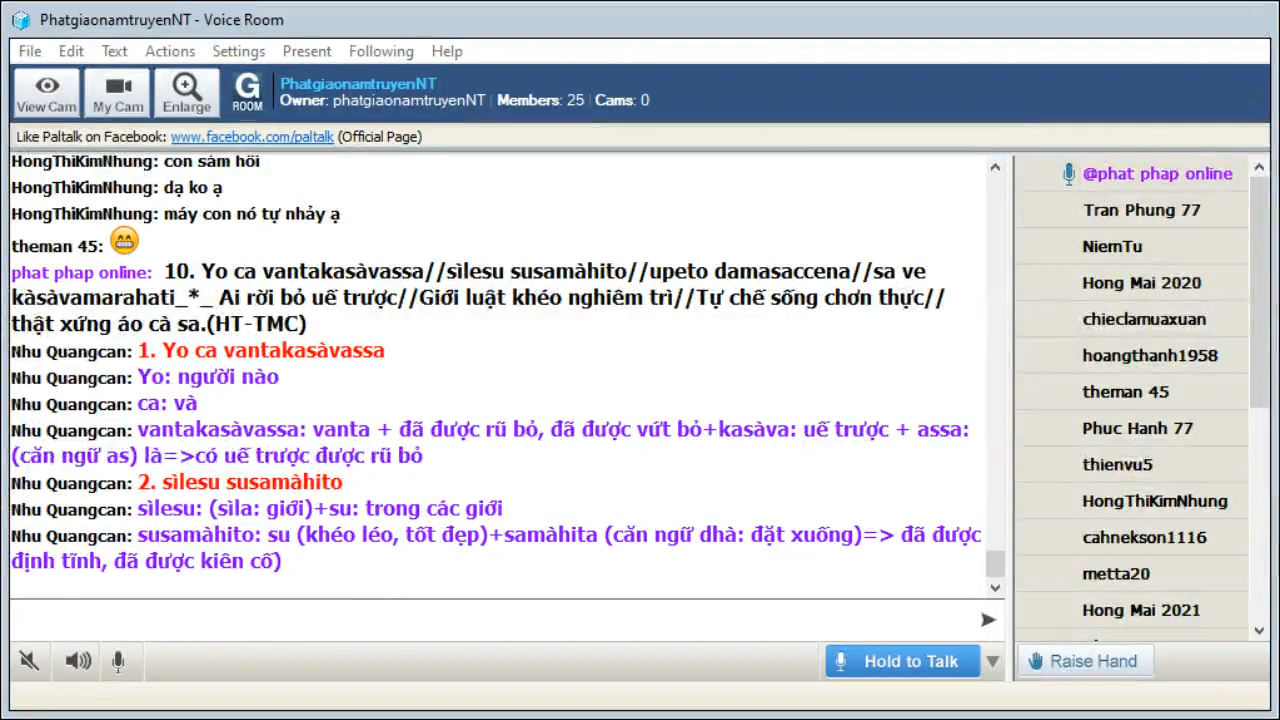 PhatgiaonamtruyenNT - Voice Room
File Edit Text Actions Settings Present Following Help
View Cam My Cam Enlarge G ROOM
PhatgiaonamtruyenNT
Owner: phatgiaonamtruyenNT | Members: 25 | Cams: 0
Like Paltalk on Facebook: www.facebook.com/paltalk (Official Page)
HongThiKimNhung: con sám hối
HongThiKimNhung: dạ ko ạ
HongThiKimNhung: máy con nó tự nhảy ạ
theman 45:
phat phap online: 10. Yo ca vantakasàvassa//sìlesu susamàhito//upeto damasaccena//sa ve
kàsàvamarahati_*_ Ai rời bỏ uế trược//Giới luật khéo nghiêm trì//Tự chế sống chơn thực//
thật xứng áo cà sa.(HT-TMC)
Nhu Quangcan: 1. Yo ca vantakasàvassa
Nhu Quangcan: Yo: người nào
Nhu Quangcan: ca: và
Nhu Quangcan: vantakasàvassa: vanta + đã được rũ bỏ, đã được vứt bỏ+kasàva: uế trược + assa:
(căn ngữ as) là=>có uế trược được rũ bỏ
Nhu Quangcan: 2. sìlesu susamàhito
Nhu Quangcan: sìlesu: (sìla: giới)+su: trong các giới
Nhu Quangcan: susamàhito: su (khéo léo, tốt đẹp)+samàhita (căn ngữ dhà: đặt xuống)=> đã được
định tĩnh, đã được kiên cố)
@phat phap online
Tran Phung 77
NiemTu
Hong Mai 2020
chieclamuaxuan
hoangthanh1958
theman 45
Phuc Hanh 77
thienvu5
HongThiKimNhung
cahnekson1116
metta20
Hong Mai 2021
Hold to Talk
Raise Hand